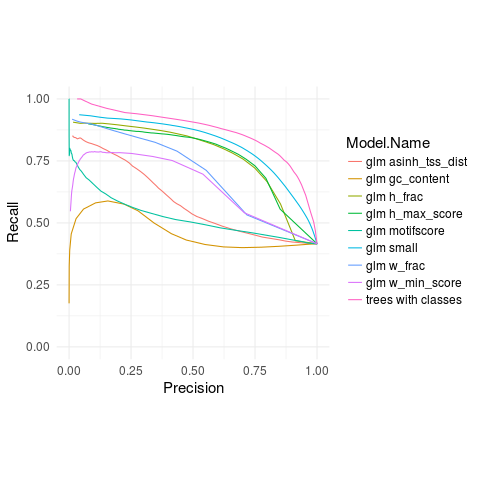 1.00
0.75
0.50
0.25
0.00
Recall
0.00 0.25 0.50 0.75 1.00
Precision
Model.Name
glm asinh_tss_dist
glm gc_content
glm h_frac
glm h_max_score
glm motifscore
glm small
glm w_frac
glm w_min_score
trees with classes